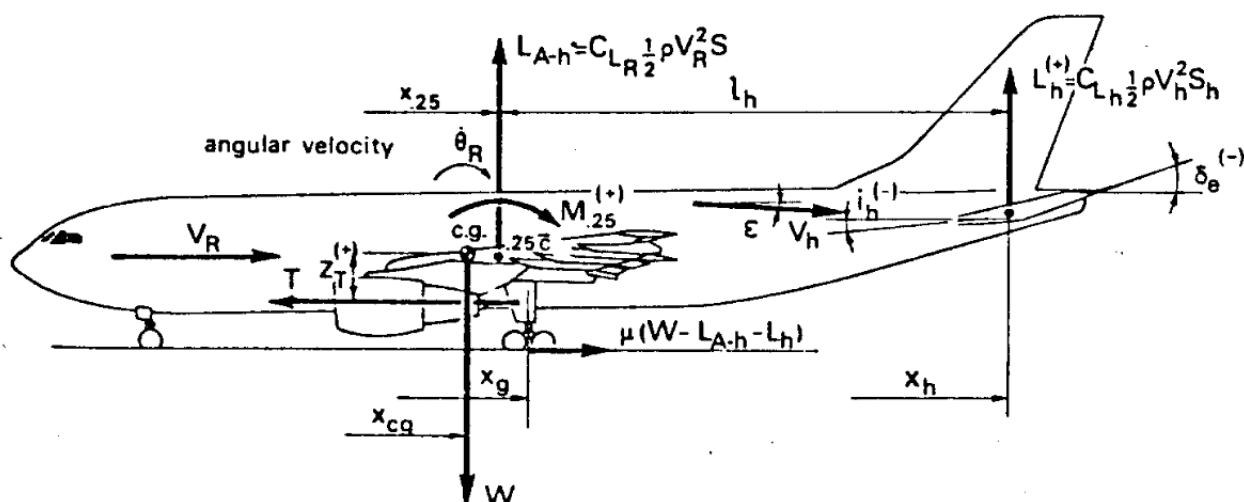 L_A-h = C_L_R ½ρV_R²S
L_h^(+) = C_L_h ½ρV_h²S_h
x.25
l_h
angular velocity
θ̇_R
δ_e^(-)
M.25^(+)
i_h^(-)
V_R
c.g.
.25c̄
ε
V_h
z_T^(+)
T
μ(W-L_A-h-L_h)
x_g
x_h
x_cg
W